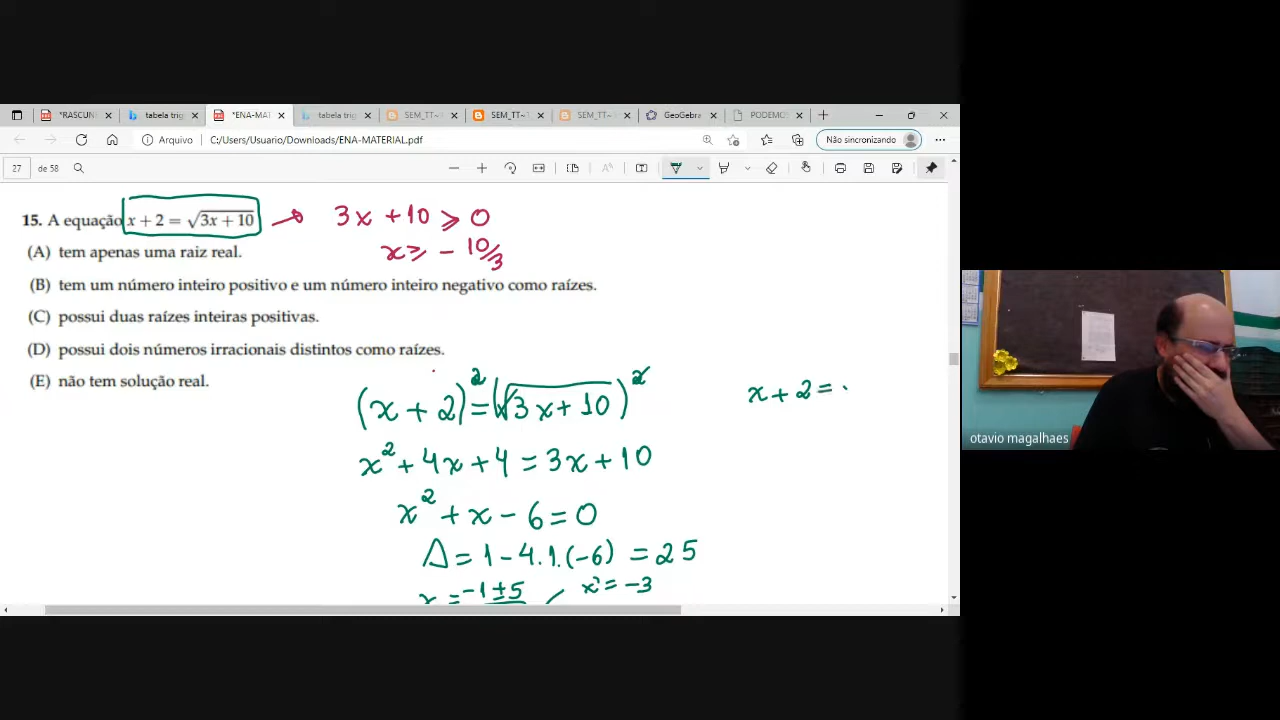 *RASCUN
tabela trig
*ENA-MAT
tabela trig
SEM_TT~
SEM_TT~
SEM_TT~
GeoGebra
PODEMO
Arquivo C:/Users/Usuario/Downloads/ENA-MATERIAL.pdf
Não sincronizando
27 de 58
15. A equação x + 2 = √3x + 10
3x + 10 ⩾ 0
(A) tem apenas uma raiz real.
x ⩾ - 10/3
(B) tem um número inteiro positivo e um número inteiro negativo como raízes.
(C) possui duas raízes inteiras positivas.
(D) possui dois números irracionais distintos como raízes.
(E) não tem solução real.
(x + 2)² = (√3x + 10)²
x + 2 =
x² + 4x + 4 = 3x + 10
x² + x - 6 = 0
Δ = 1 - 4.1.(-6) = 25
x = -1 ± 5
x' = -3
otavio magalhaes